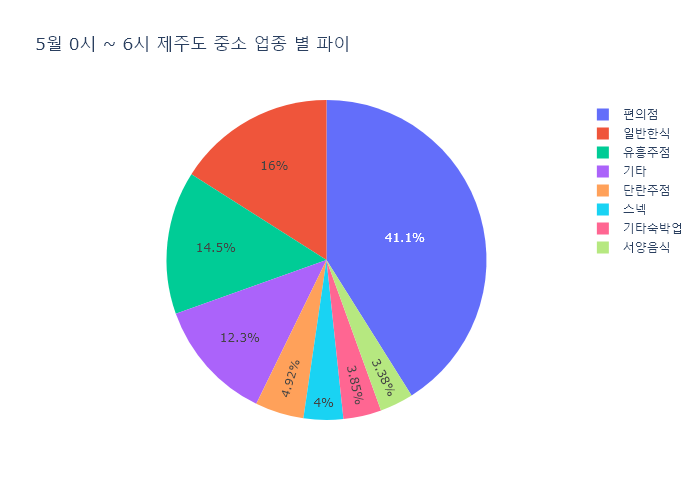 5월 0시 ~ 6시 제주도 중소 업종 별 파이
편의점
일반한식
유흥주점
기타
단란주점
스넥
기타숙박업
서양음식
41.1%
16%
14.5%
12.3%
4.92%
4%
3.85%
3.38%